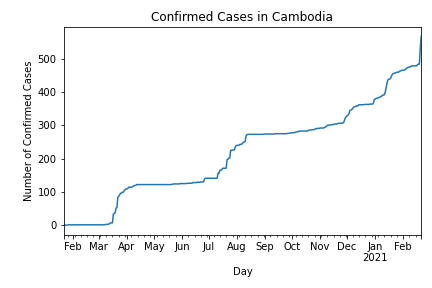 Confirmed Cases in Cambodia
Number of Confirmed Cases
500
400
300
200
100
0
Feb Mar Apr May Jun Jul Aug Sep Oct Nov Dec Jan Feb
2021
Day